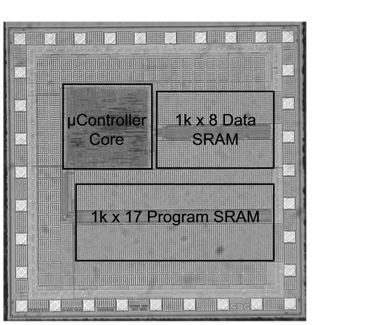 µController
Core
1k x 8 Data
SRAM
1k x 17 Program SRAM